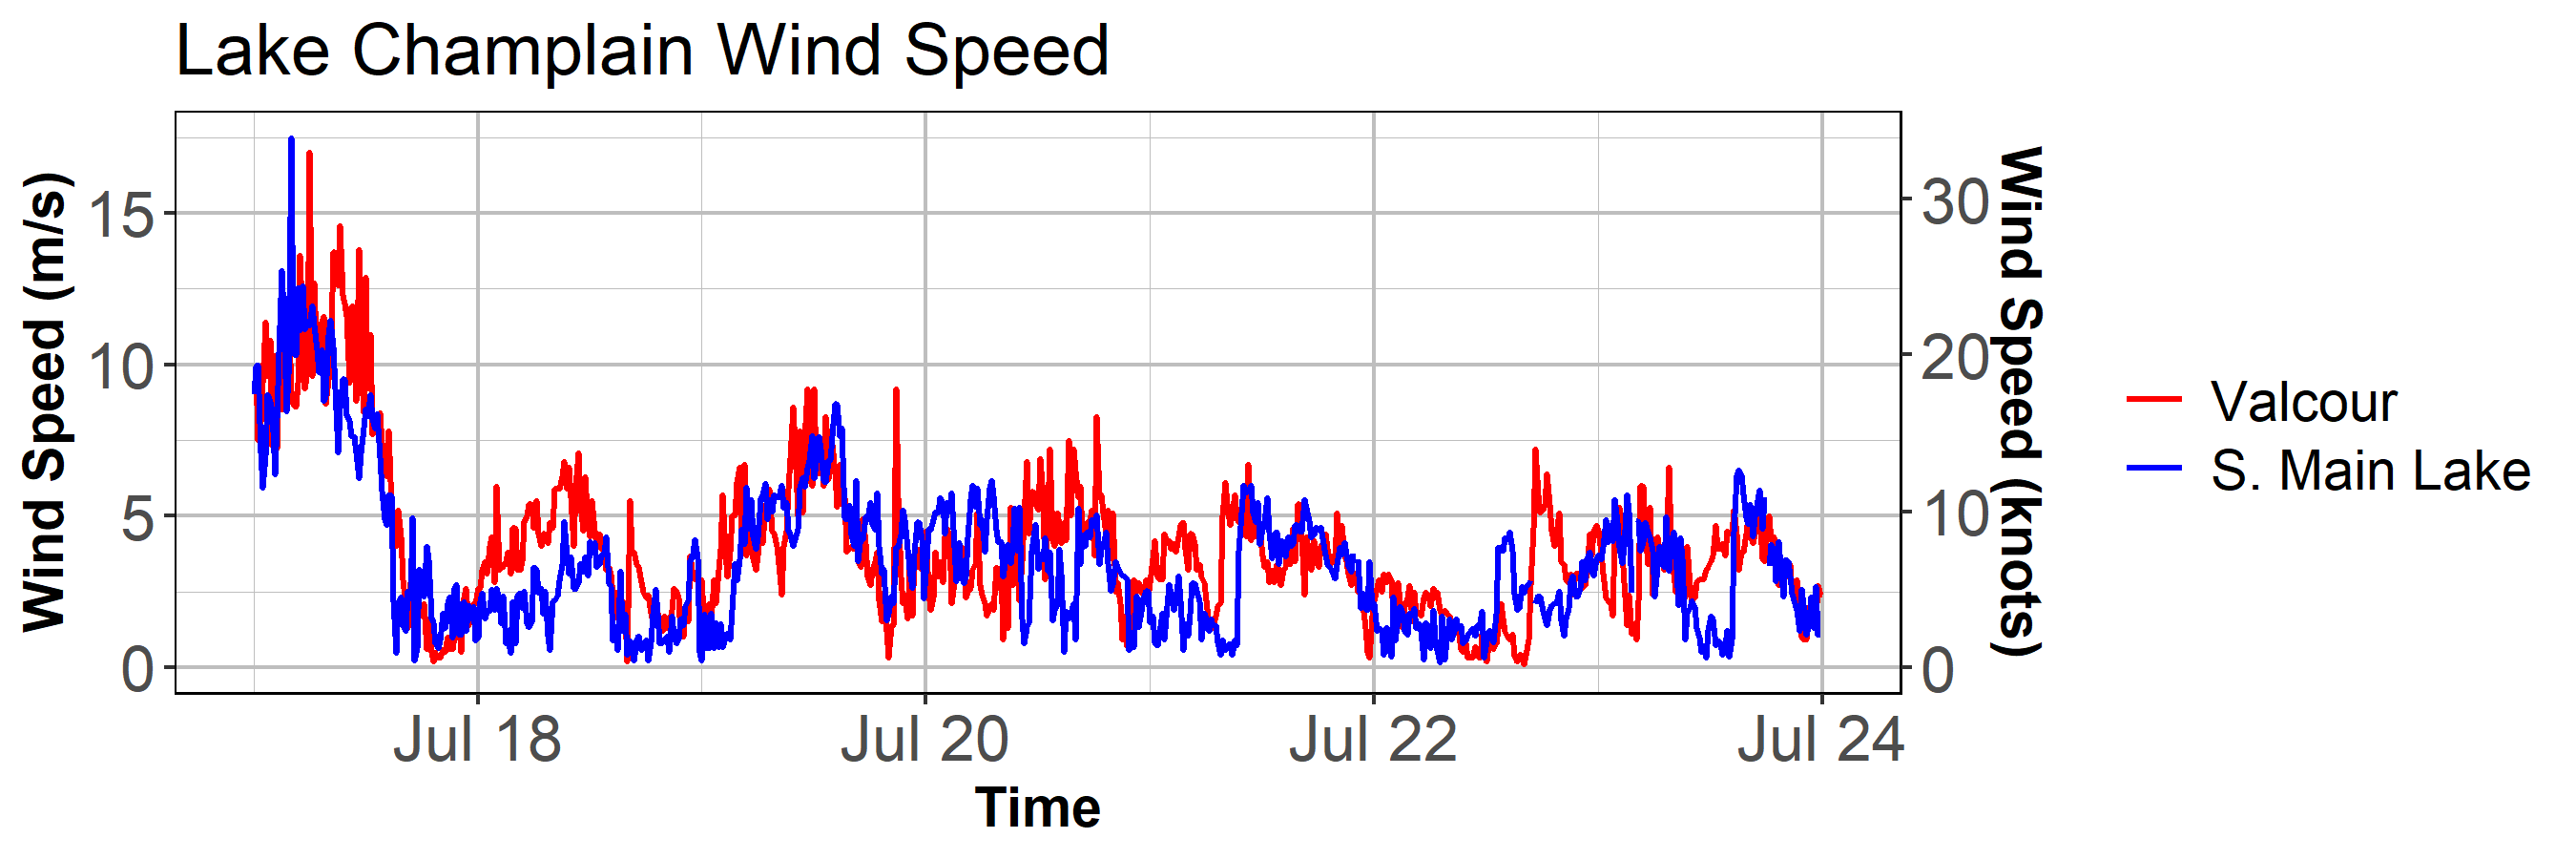 Lake Champlain Wind Speed
Wind Speed (m/s)
15
10
5
0
30
20
10
0
Wind Speed (knots)
Jul 18
Jul 20
Jul 22
Jul 24
Time
Valcour
S. Main Lake